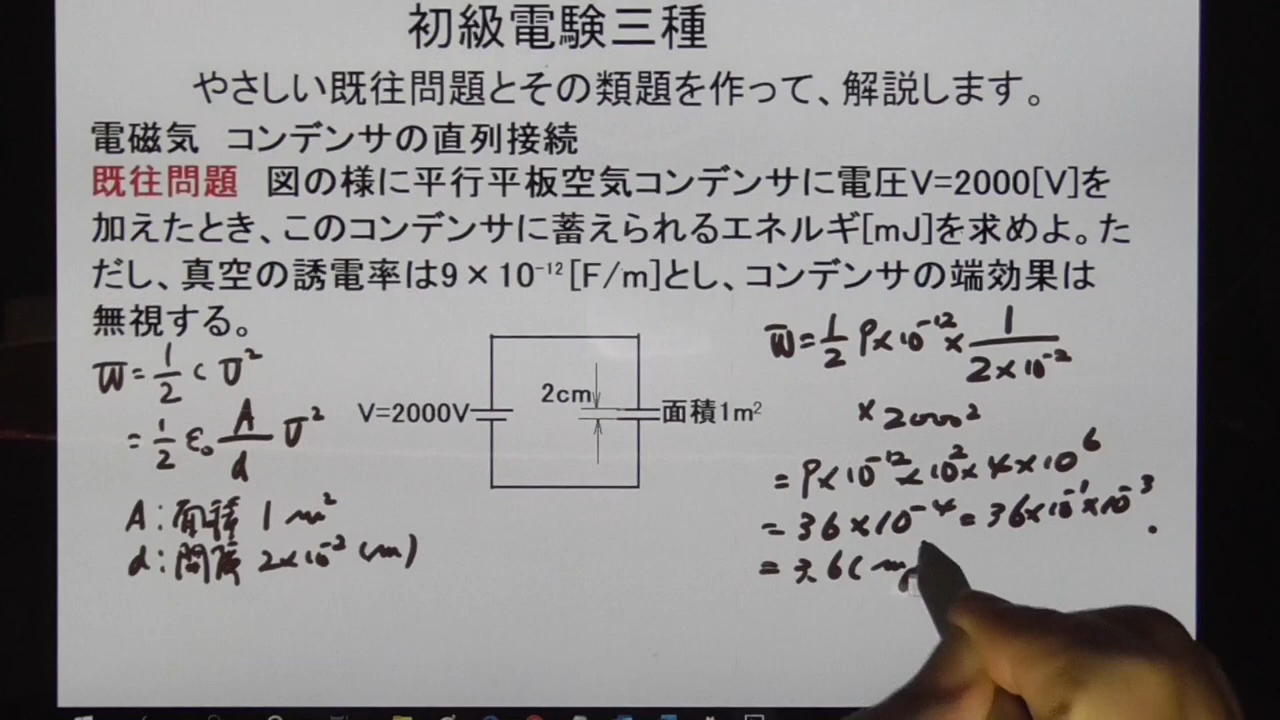 初級電験三種
やさしい既往問題とその類題を作って、解説します。
電磁気　コンデンサの直列接続
既往問題　図の様に平行平板空気コンデンサに電圧V=2000[V]を
加えたとき、このコンデンサに蓄えられるエネルギ[mJ]を求めよ。た
だし、真空の誘電率は9×10⁻¹²[F/m]とし、コンデンサの端効果は
無視する。
W=1/2 CV²
=1/2 ε₀ A/d V²
A:面積 1m²
d:間隔 2×10⁻²(m)
V=2000V
2cm
面積1m²
W=1/2 9×10⁻¹²× 1/(2×10⁻²)
×2000²
=9×10⁻¹²×10²×4×10⁶
=36×10⁻⁴=36×10⁻¹×10⁻³
=3.6(m